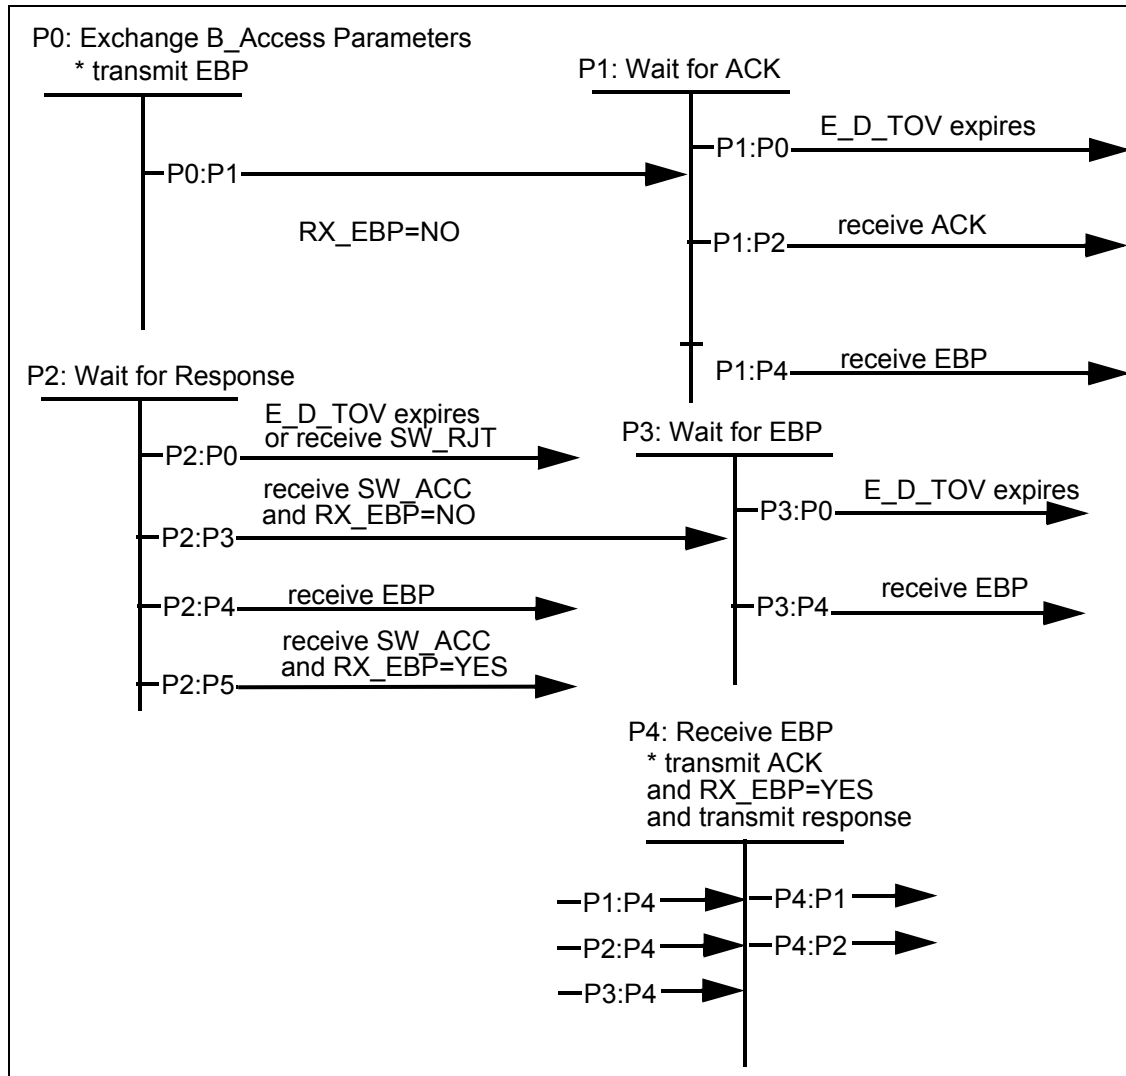 P0: Exchange B_Access Parameters
* transmit EBP
P0:P1
RX_EBP=NO
P1: Wait for ACK
E_D_TOV expires
P1:P0
receive ACK
P1:P2
receive EBP
P1:P4
P2: Wait for Response
E_D_TOV expires
or receive SW_RJT
P2:P0
receive SW_ACC
and RX_EBP=NO
P2:P3
receive EBP
P2:P4
receive SW_ACC
and RX_EBP=YES
P2:P5
P3: Wait for EBP
E_D_TOV expires
P3:P0
receive EBP
P3:P4
P4: Receive EBP
* transmit ACK
and RX_EBP=YES
and transmit response
P1:P4
P4:P1
P2:P4
P4:P2
P3:P4